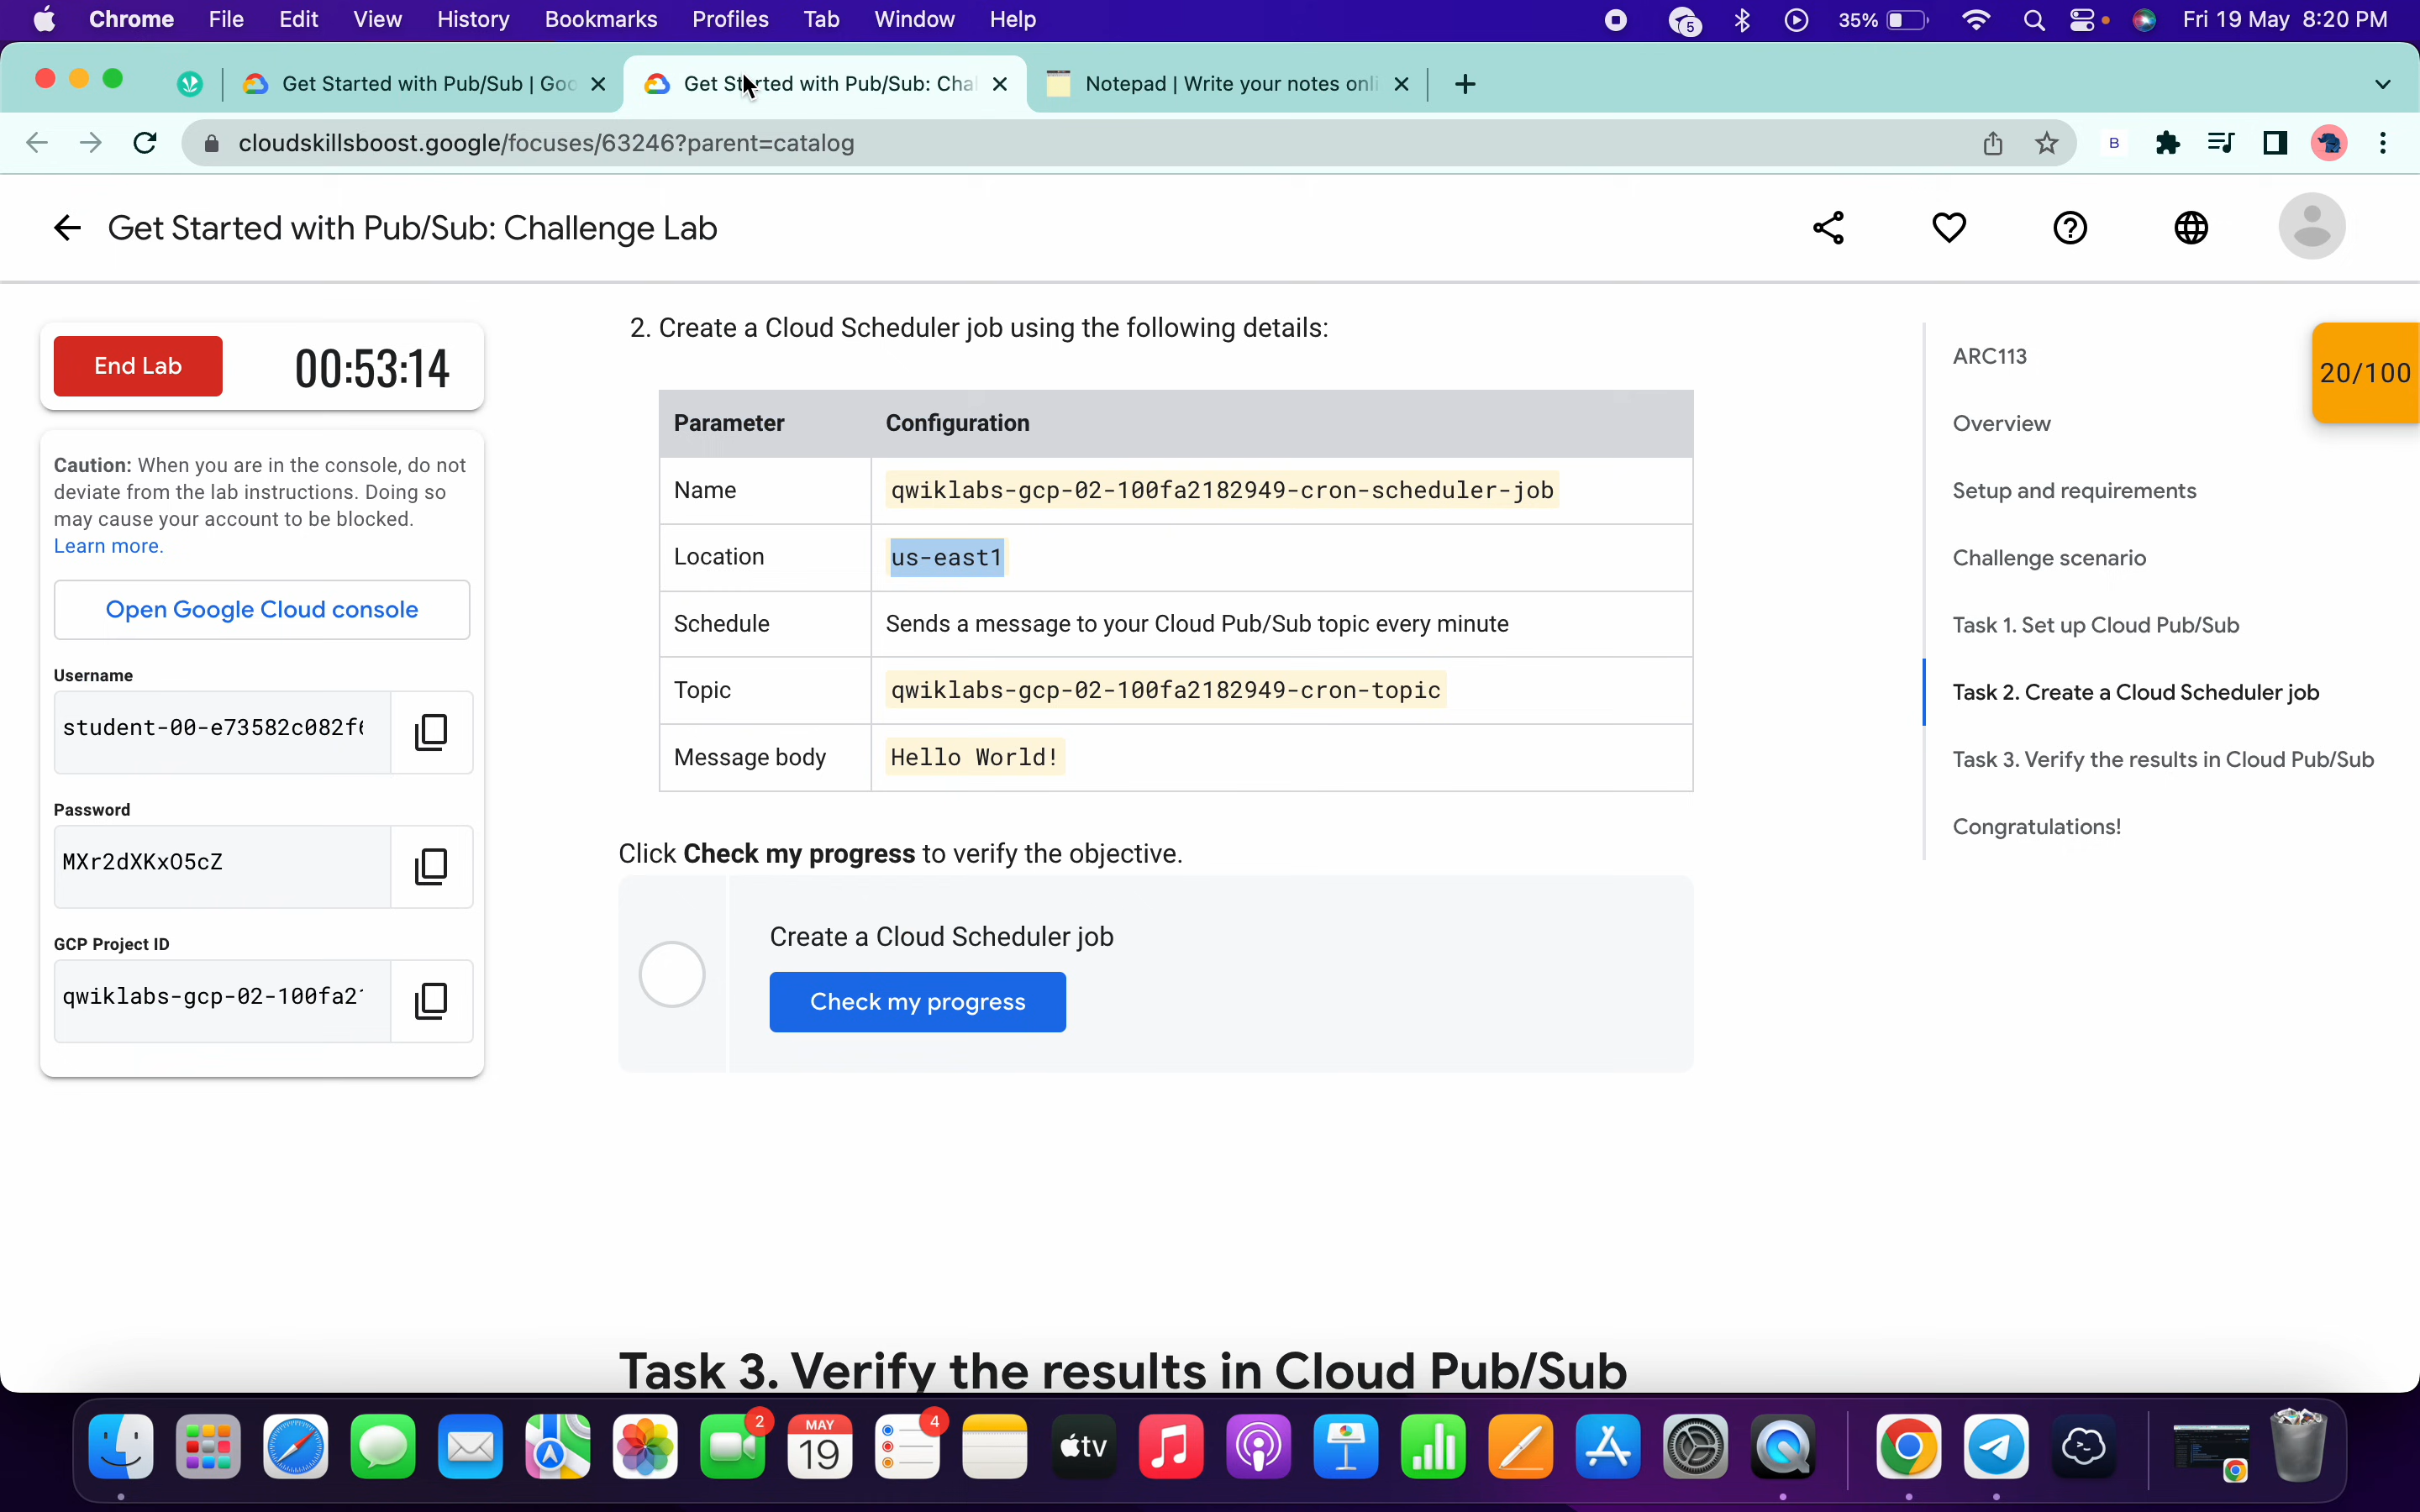 Chrome File Edit View History Bookmarks Profiles Tab Window Help 5 35% Fri 19 May 8:20 PM
Get Started with Pub/Sub | Goo Get Started with Pub/Sub: Chal Notepad | Write your notes onli
cloudskillsboost.google/focuses/63246?parent=catalog B
Get Started with Pub/Sub: Challenge Lab
2. Create a Cloud Scheduler job using the following details:
End Lab 00:53:14
Caution: When you are in the console, do not
deviate from the lab instructions. Doing so
may cause your account to be blocked.
Learn more.
Open Google Cloud console
Username
student-00-e73582c082f
Password
MXr2dXKxO5cZ
GCP Project ID
qwiklabs-gcp-02-100fa2
Parameter Configuration
Name qwiklabs-gcp-02-100fa2182949-cron-scheduler-job
Location us-east1
Schedule Sends a message to your Cloud Pub/Sub topic every minute
Topic qwiklabs-gcp-02-100fa2182949-cron-topic
Message body Hello World!
Click Check my progress to verify the objective.
Create a Cloud Scheduler job
Check my progress
Task 3. Verify the results in Cloud Pub/Sub
ARC113
20/100
Overview
Setup and requirements
Challenge scenario
Task 1. Set up Cloud Pub/Sub
Task 2. Create a Cloud Scheduler job
Task 3. Verify the results in Cloud Pub/Sub
Congratulations!
2 MAY 4
19 tv